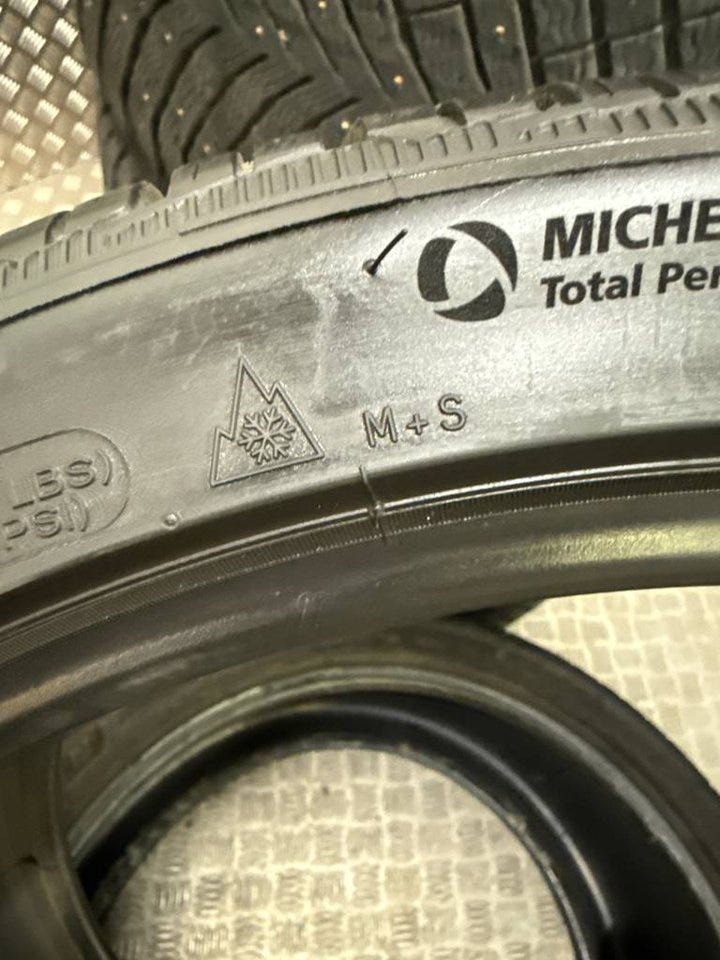 MICHE
Total Per
M+S
LBS)
PSI)